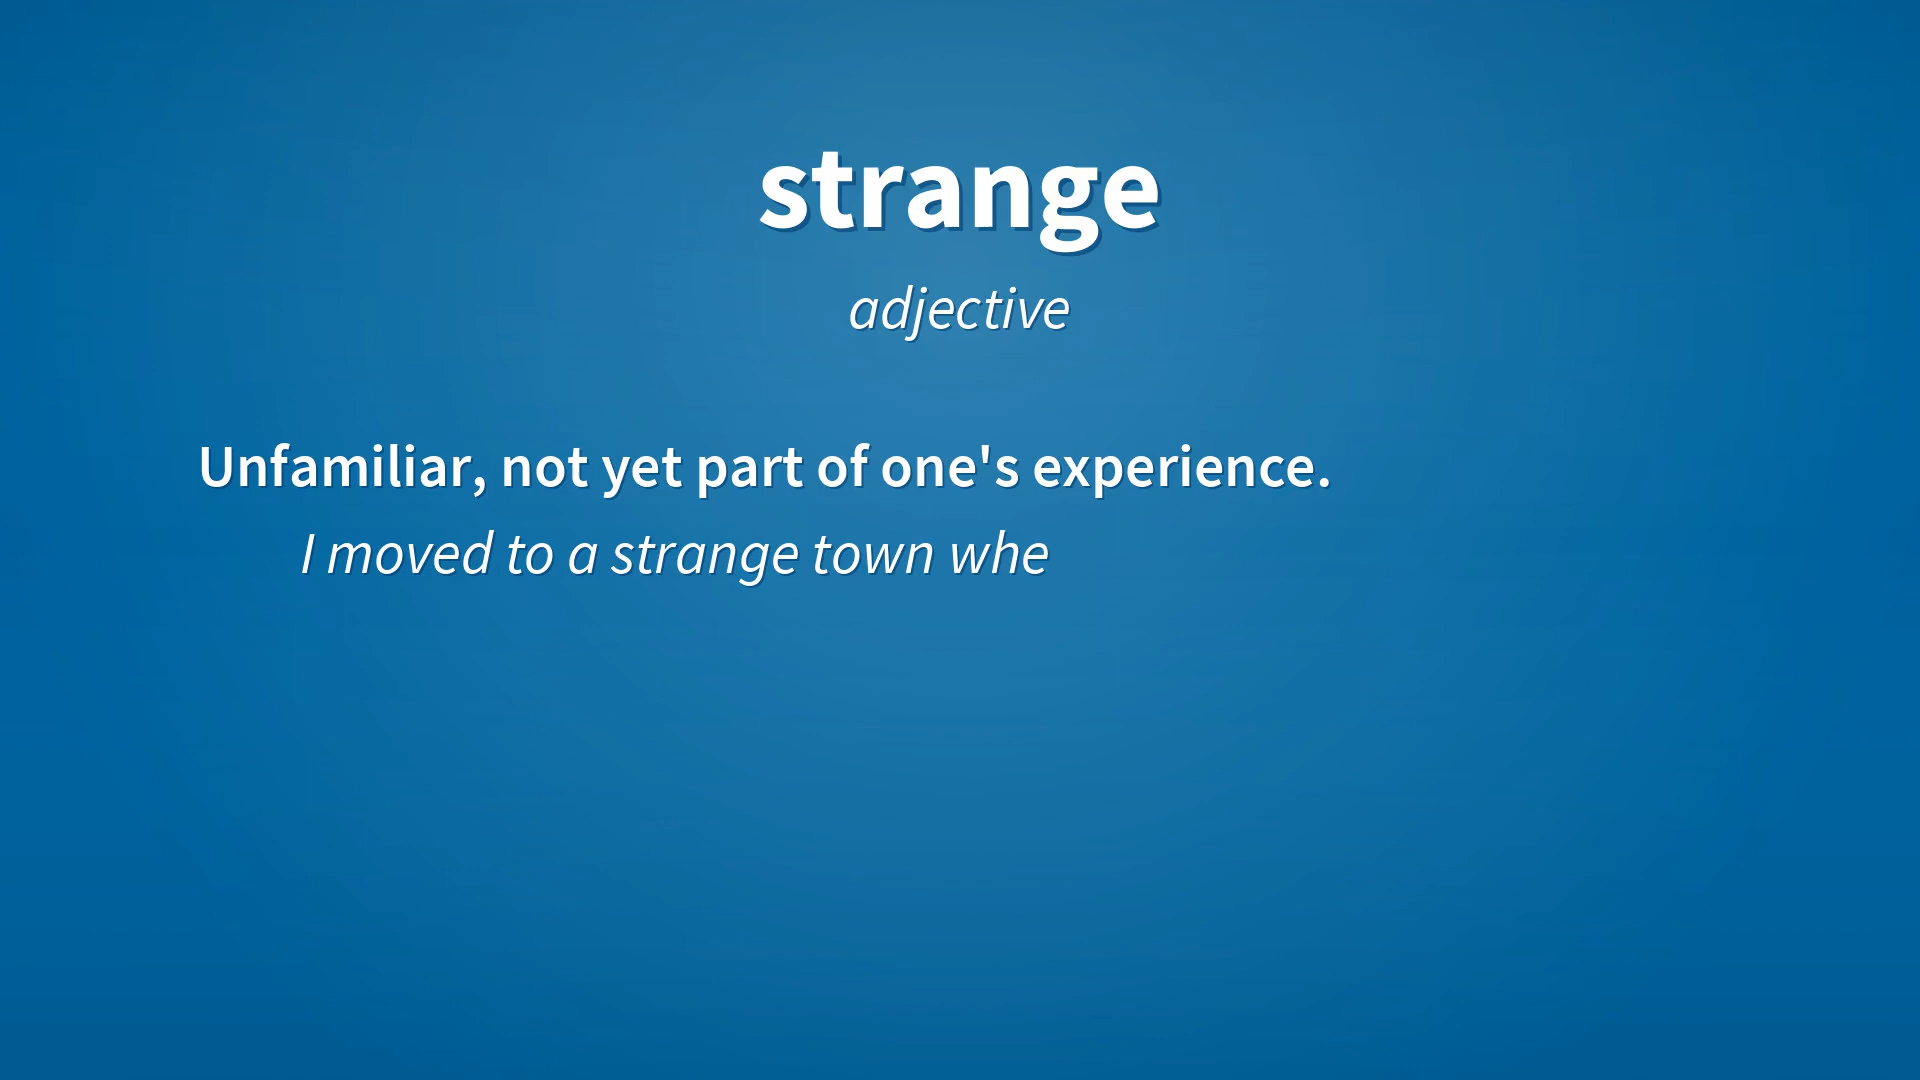 strange
adjective
Unfamiliar, not yet part of one's experience.
I moved to a strange town whe